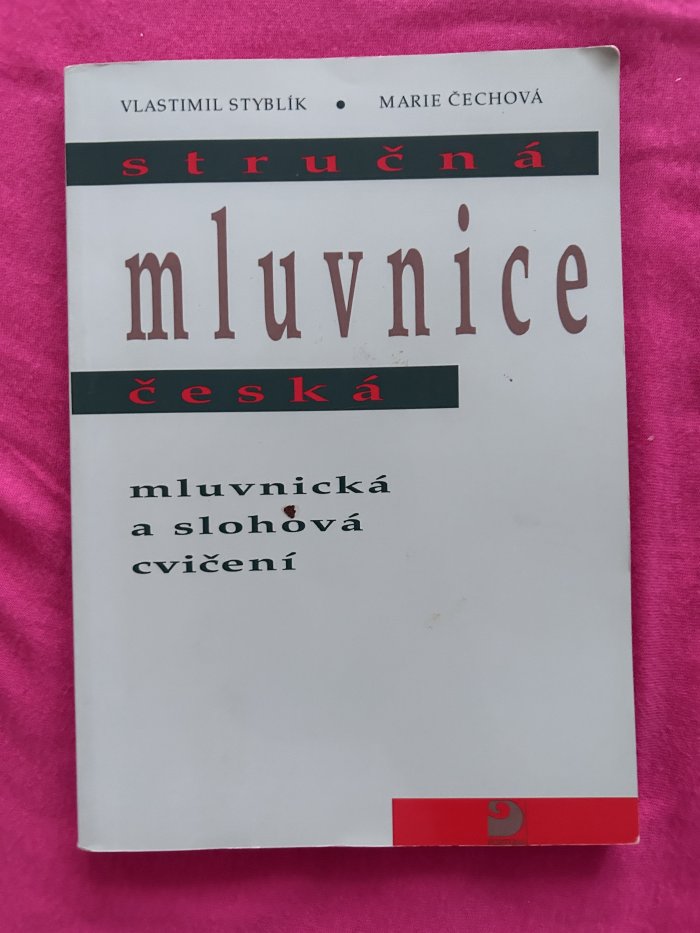 VLASTIMIL STYBLÍK • MARIE ČECHOVÁ
stručná
mluvnice
česká
mluvnická
a slohová
cvičení